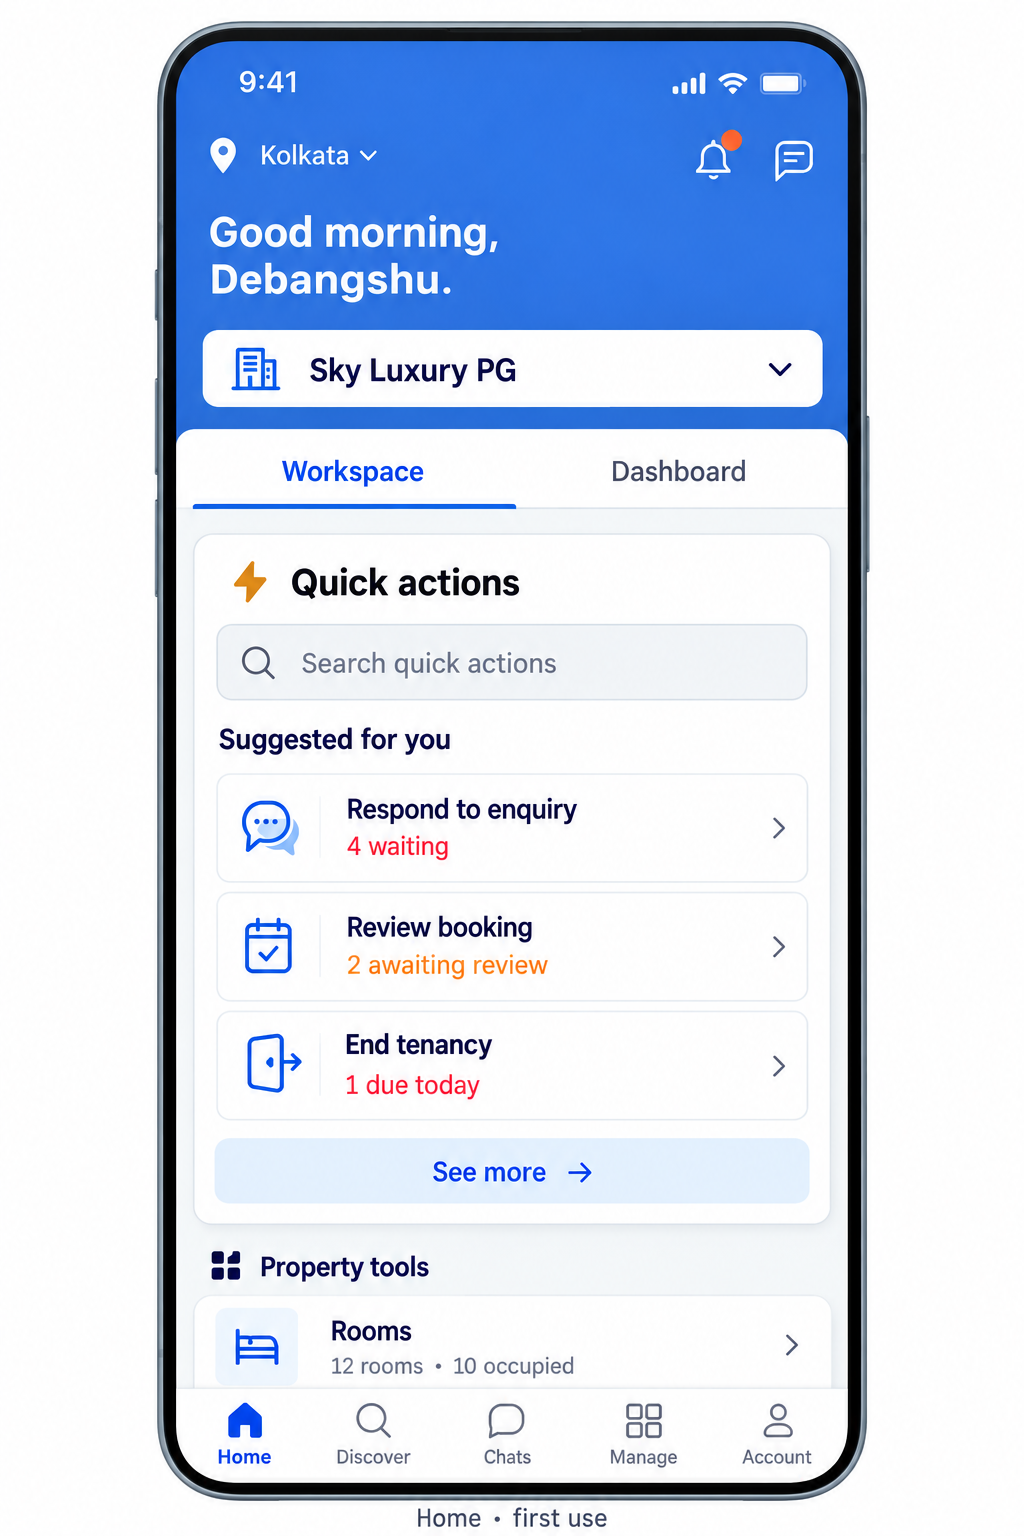 9:41
Kolkata
Good morning,
Debangshu.
Sky Luxury PG
Workspace
Dashboard
Quick actions
Search quick actions
Suggested for you
Respond to enquiry
4 waiting
Review booking
2 awaiting review
End tenancy
1 due today
See more →
Property tools
Rooms
12 rooms • 10 occupied
Home
Discover
Chats
Manage
Account
Home • first use